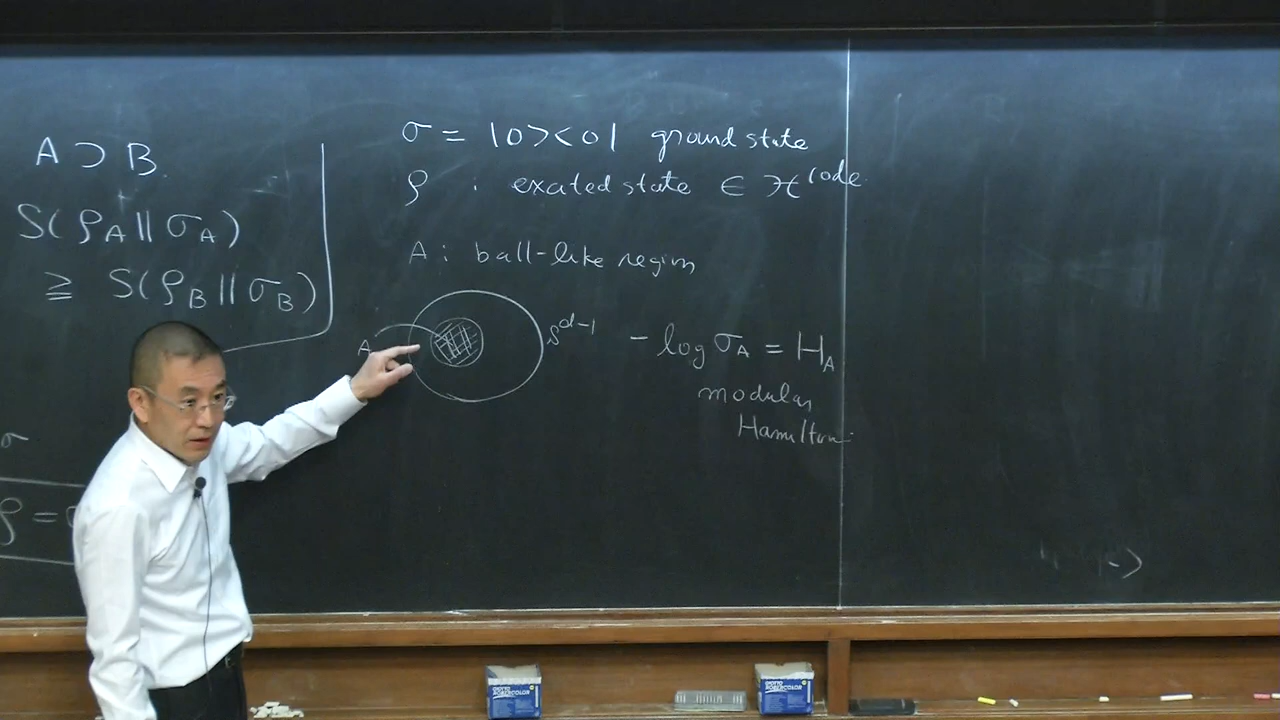 A ⊃ B.
S(ρ_A || σ_A)
≧ S(ρ_B || σ_B)
σ
ρ =
σ = |0><0| ground state
ρ : exated state ∈ ℋ^code
A : ball-like region
A
S^{d-1}
- log σ_A = H_A
modular
Hamilton